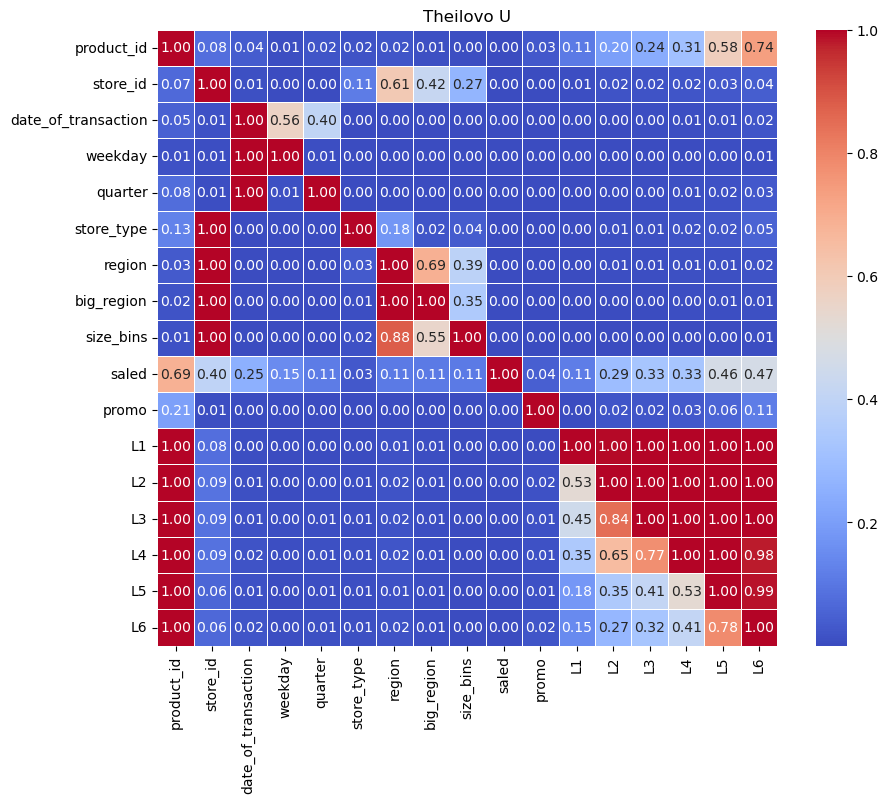 Theilovo U
product_id 1.00 0.08 0.04 0.01 0.02 0.02 0.02 0.01 0.00 0.00 0.03 0.11 0.20 0.24 0.31 0.58 0.74
store_id 0.07 1.00 0.01 0.00 0.00 0.11 0.61 0.42 0.27 0.00 0.00 0.01 0.02 0.02 0.02 0.03 0.04
date_of_transaction 0.05 0.01 1.00 0.56 0.40 0.00 0.00 0.00 0.00 0.00 0.00 0.00 0.00 0.00 0.01 0.01 0.02
weekday 0.01 0.01 1.00 1.00 0.01 0.00 0.00 0.00 0.00 0.00 0.00 0.00 0.00 0.00 0.00 0.00 0.01
quarter 0.08 0.01 1.00 0.01 1.00 0.00 0.00 0.00 0.00 0.00 0.00 0.00 0.00 0.00 0.01 0.02 0.03
store_type 0.13 1.00 0.00 0.00 0.00 1.00 0.18 0.02 0.04 0.00 0.00 0.00 0.01 0.01 0.02 0.02 0.05
region 0.03 1.00 0.00 0.00 0.00 0.03 1.00 0.69 0.39 0.00 0.00 0.00 0.01 0.01 0.01 0.01 0.02
big_region 0.02 1.00 0.00 0.00 0.00 0.01 1.00 1.00 0.35 0.00 0.00 0.00 0.00 0.00 0.00 0.01 0.01
size_bins 0.01 1.00 0.00 0.00 0.00 0.02 0.88 0.55 1.00 0.00 0.00 0.00 0.00 0.00 0.00 0.00 0.01
saled 0.69 0.40 0.25 0.15 0.11 0.03 0.11 0.11 0.11 1.00 0.04 0.11 0.29 0.33 0.33 0.46 0.47
promo 0.21 0.01 0.00 0.00 0.00 0.00 0.00 0.00 0.00 0.00 1.00 0.00 0.02 0.02 0.03 0.06 0.11
L1 1.00 0.08 0.00 0.00 0.00 0.00 0.01 0.01 0.00 0.00 0.00 1.00 1.00 1.00 1.00 1.00 1.00
L2 1.00 0.09 0.01 0.00 0.00 0.01 0.02 0.01 0.00 0.00 0.02 0.53 1.00 1.00 1.00 1.00 1.00
L3 1.00 0.09 0.01 0.00 0.01 0.01 0.02 0.01 0.00 0.00 0.01 0.45 0.84 1.00 1.00 1.00 1.00
L4 1.00 0.09 0.02 0.00 0.01 0.01 0.02 0.01 0.00 0.00 0.01 0.35 0.65 0.77 1.00 1.00 0.98
L5 1.00 0.06 0.01 0.00 0.01 0.01 0.01 0.01 0.00 0.00 0.01 0.18 0.35 0.41 0.53 1.00 0.99
L6 1.00 0.06 0.02 0.00 0.01 0.01 0.02 0.01 0.00 0.00 0.02 0.15 0.27 0.32 0.41 0.78 1.00
product_id store_id date_of_transaction weekday quarter store_type region big_region size_bins saled promo L1 L2 L3 L4 L5 L6
1.0
0.8
0.6
0.4
0.2